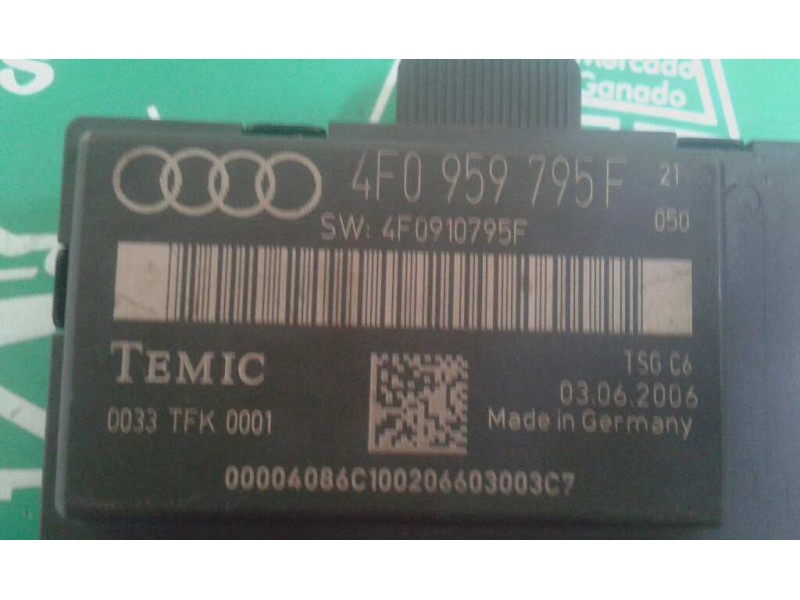 Mercado
Ganado
4F0 959 795F 21
SW: 4F0910795F 050
TEMIC
TSG C6
03.06.2006
0033 TFK 0001
Made in Germany
00004086C100206603003C7